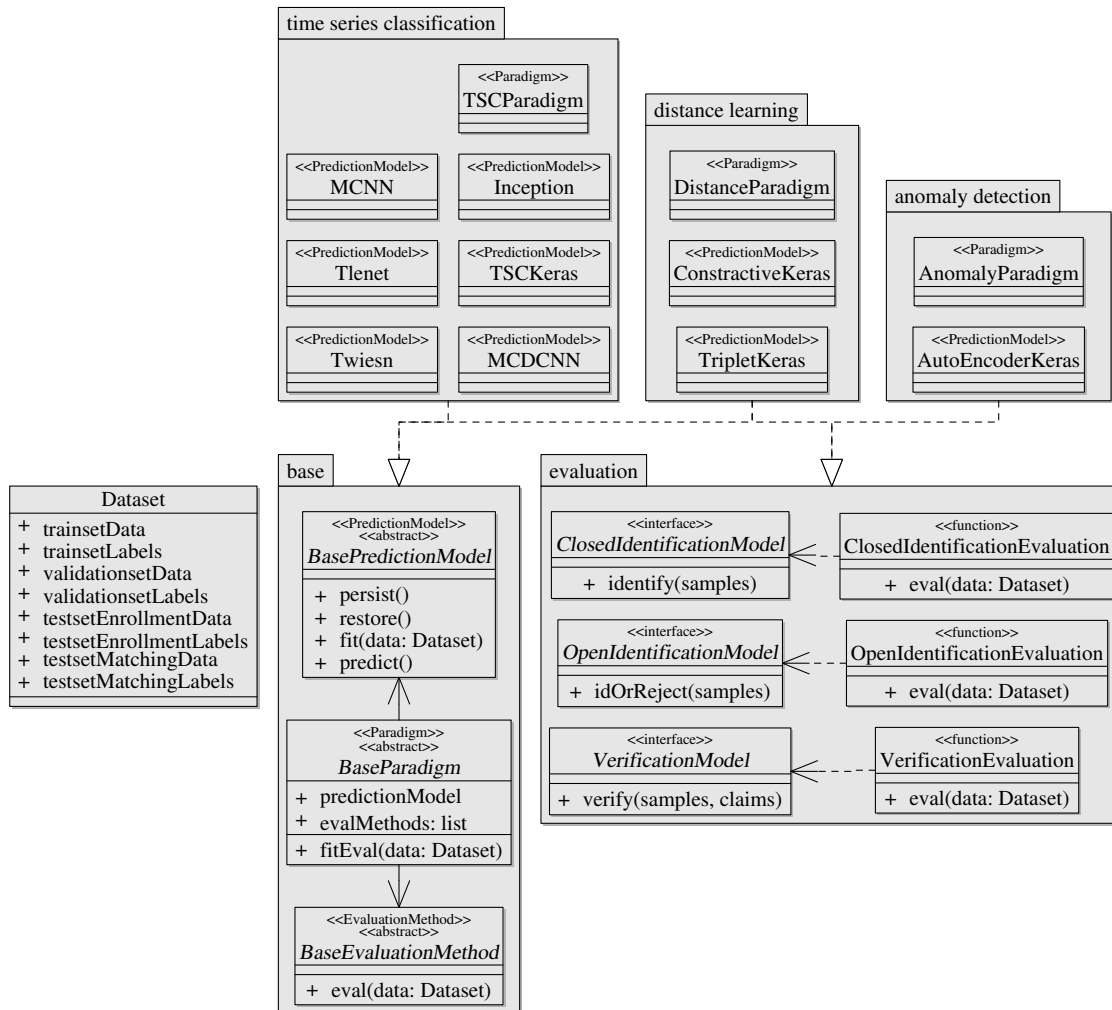 time series classification
<<Paradigm>>
TSCParadigm
<<PredictionModel>>
MCNN
<<PredictionModel>>
Inception
<<PredictionModel>>
Tlenet
<<PredictionModel>>
TSCKeras
<<PredictionModel>>
Twiesn
<<PredictionModel>>
MCDCNN
distance learning
<<Paradigm>>
DistanceParadigm
<<PredictionModel>>
ConstractiveKeras
<<PredictionModel>>
TripletKeras
anomaly detection
<<Paradigm>>
AnomalyParadigm
<<PredictionModel>>
AutoEncoderKeras
Dataset
+ trainsetData
+ trainsetLabels
+ validationsetData
+ validationsetLabels
+ testsetEnrollmentData
+ testsetEnrollmentLabels
+ testsetMatchingData
+ testsetMatchingLabels
base
<<PredictionModel>>
<<abstract>>
BasePredictionModel
+ persist()
+ restore()
+ fit(data: Dataset)
+ predict()
<<Paradigm>>
<<abstract>>
BaseParadigm
+ predictionModel
+ evalMethods: list
+ fitEval(data: Dataset)
<<EvaluationMethod>>
<<abstract>>
BaseEvaluationMethod
+ eval(data: Dataset)
evaluation
<<interface>>
ClosedIdentificationModel
+ identify(samples)
<<function>>
ClosedIdentificationEvaluation
+ eval(data: Dataset)
<<interface>>
OpenIdentificationModel
+ idOrReject(samples)
<<function>>
OpenIdentificationEvaluation
+ eval(data: Dataset)
<<interface>>
VerificationModel
+ verify(samples, claims)
<<function>>
VerificationEvaluation
+ eval(data: Dataset)